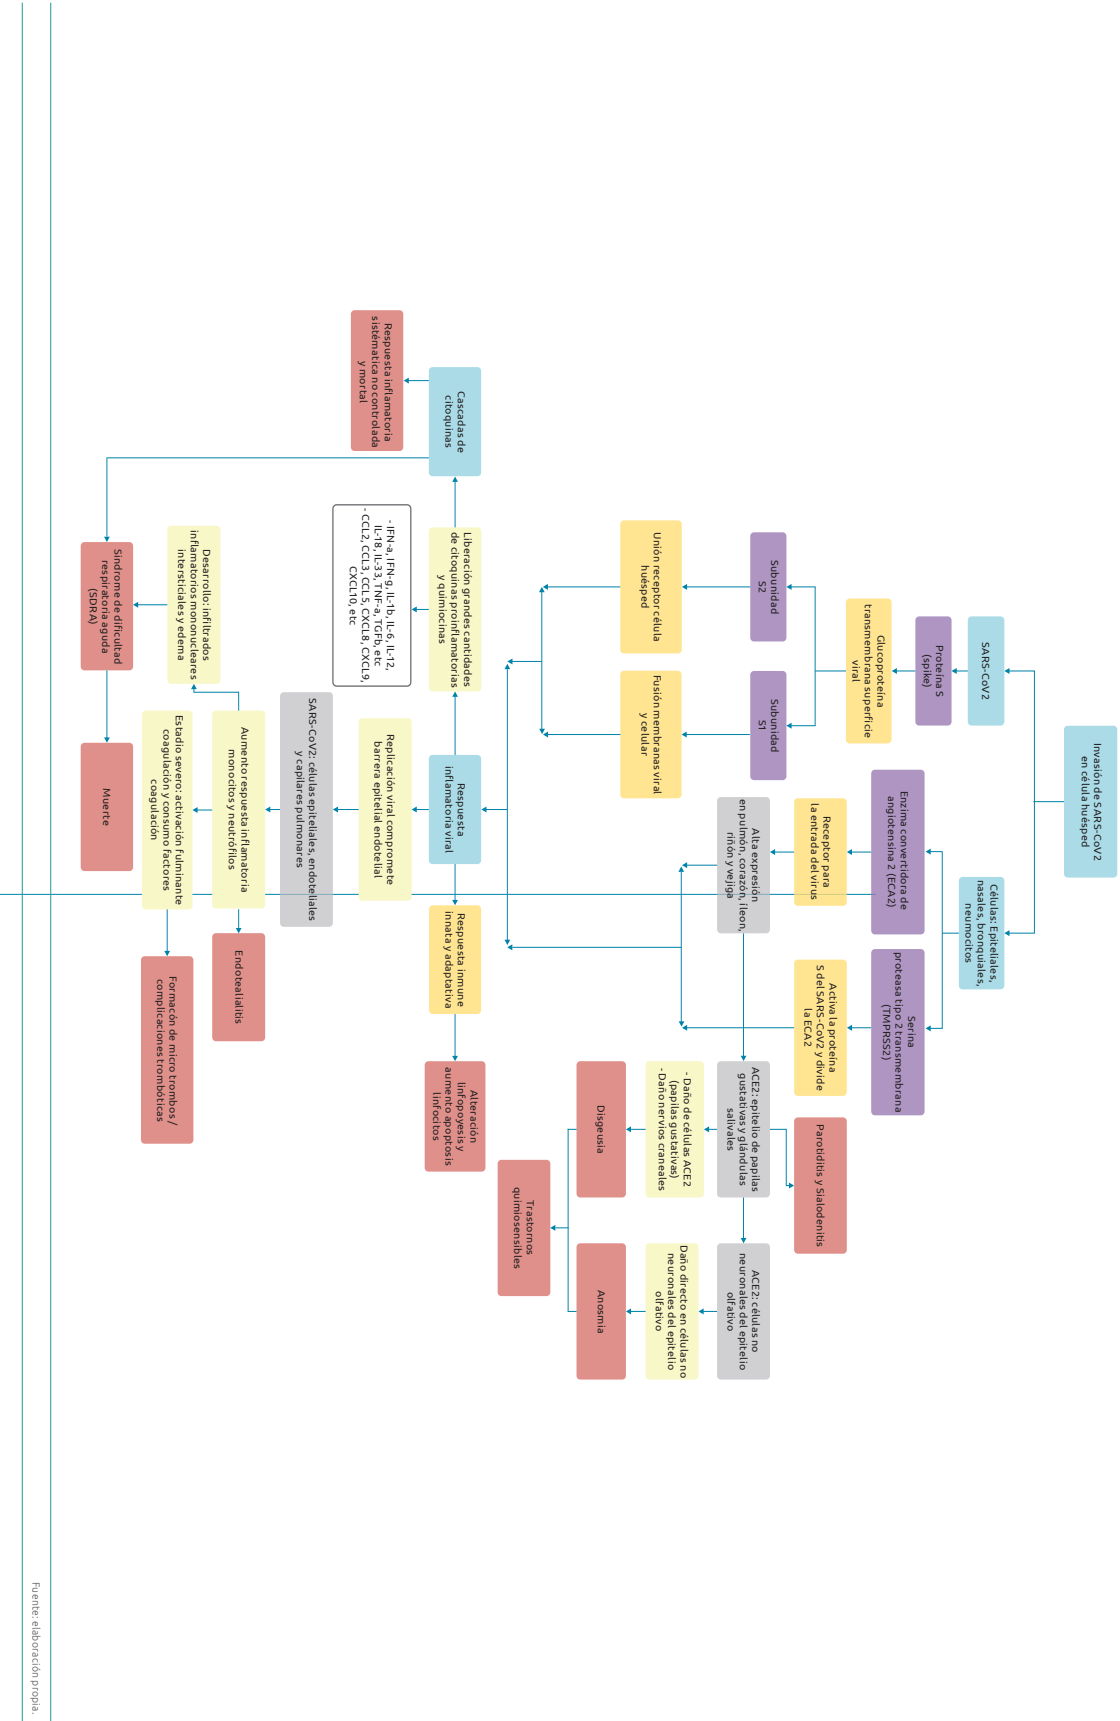 Invasión de SARS-CoV2
en célula huésped
SARS-CoV2
Células: Epiteliales,
nasales, bronquiales,
neumocitos
Proteína S
(spike)
Glucoproteína
transmembrana superficie
viral
Enzima convertidora de
angiotensina 2 (ECA2)
Serina
proteasa tipo 2 transmembrana
(TMPRSS2)
Subunidad
S2
Subunidad
S1
Receptor para
la entrada del virus
Activa la proteína
S del SARS-CoV2 y divide
la ECA2
Parotiditis y Sialodenitis
Alta expresión
en pulmón, corazón, íleon,
riñón y vejiga
ACE2: epitelio de papilas
gustativas y glándulas
salivales
ACE2: células no
neuronales del epitelio
olfativo
Unión receptor célula
huésped
Fusión membranas viral
y celular
- Daño de células ACE2
(papilas gustativas)
- Daño nervios craneales
Daño directo en células no
neuronales del epitelio
olfativo
Disgeusia
Anosmia
Trastornos
quimiosensibles
Cascadas de
citoquinas
Liberación grandes cantidades
de citoquinas proinflamatorias
y quimiocinas
Respuesta
inflamatoria viral
Respuesta inmune
innata y adaptativa
Alteración
linfopoyesis y
aumento apoptosis
linfocitos
Respuesta inflamatoria
sistématica no controlada
y mortal
- IFN-a, IFN-g, IL-1b, IL-6, IL-12,
IL-18, IL-33, TNF-a, TGFb, etc
- CCL2, CCL3, CCL5, CXCL8, CXCL9,
CXCL10, etc
Replicación viral compromete
barrera epitelial endotelial
SARS-CoV2: células epiteliales, endoteliales
y capilares pulmonares
Desarrollo: infiltrados
inflamatorios mononucleares
intersticiales y edema
Aumento respuesta inflamatoria
monocitos y neutrófilos
Endotealialitis
Estadio severo: activación fulminante
coagulación y consumo factores
coagulación
Formacón de micro trombos /
complicaciones trombóticas
Síndrome de dificultad
respiratoria aguda
(SDRA)
Muerte
Fuente: elaboración propia.